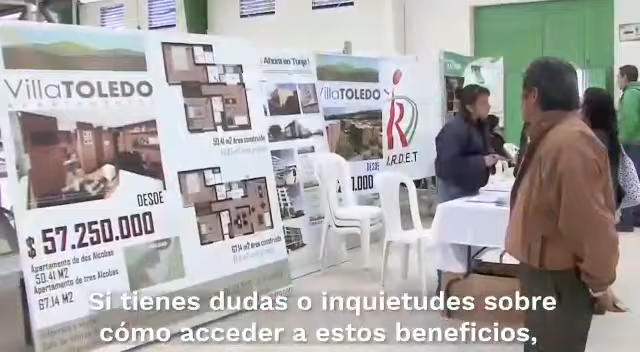 VillaTOLEDO
APARTAMENTOS
DESDE
$ 57.250.000
Apartamento de dos Alcobas
50.41 M2
Apartamento de tres Alcobas
67.14 M2
50.41 m2 área construida
67.14 m2 área construida
¡Ahora en Tunja!
VillaTOLEDO
DESDE
I.R.D.E.T
Si tienes dudas o inquietudes sobre
cómo acceder a estos beneficios,